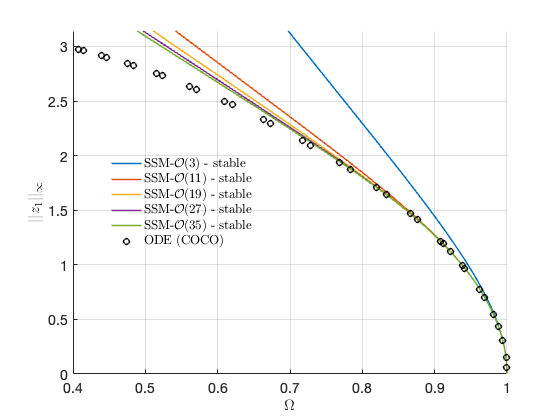 3
2.5
2
1.5
1
0.5
0
||z₁||∞
SSM-𝒪(3) - stable
SSM-𝒪(11) - stable
SSM-𝒪(19) - stable
SSM-𝒪(27) - stable
SSM-𝒪(35) - stable
ODE (COCO)
0.4 0.5 0.6 0.7 0.8 0.9 1
Ω